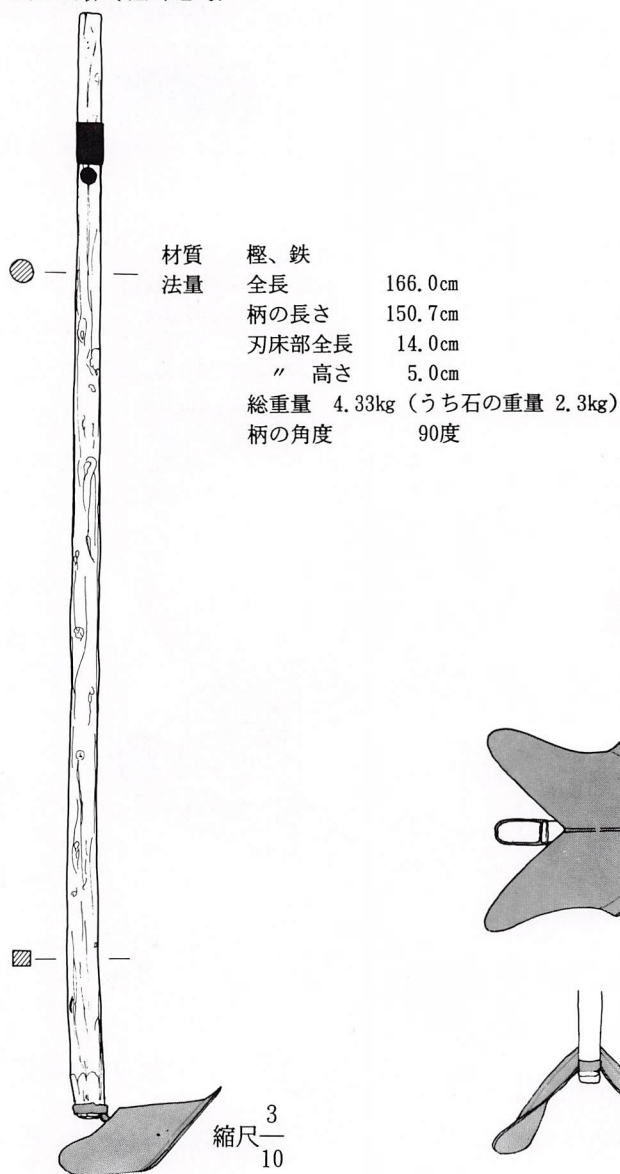 材質 樫、鉄
法量 全長 166.0cm
柄の長さ 150.7cm
刃床部全長 14.0cm
〃 高さ 5.0cm
総重量 4.33kg（うち石の重量 2.3kg）
柄の角度 90度
縮尺 3/10